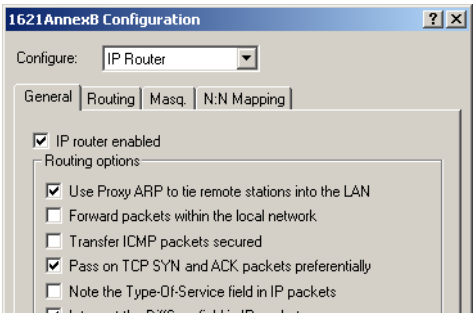 1621AnnexB Configuration
Configure: IP Router
General Routing Masq. N:N Mapping
IP router enabled
Routing options
Use Proxy ARP to tie remote stations into the LAN
Forward packets within the local network
Transfer ICMP packets secured
Pass on TCP SYN and ACK packets preferentially
Note the Type-Of-Service field in IP packets